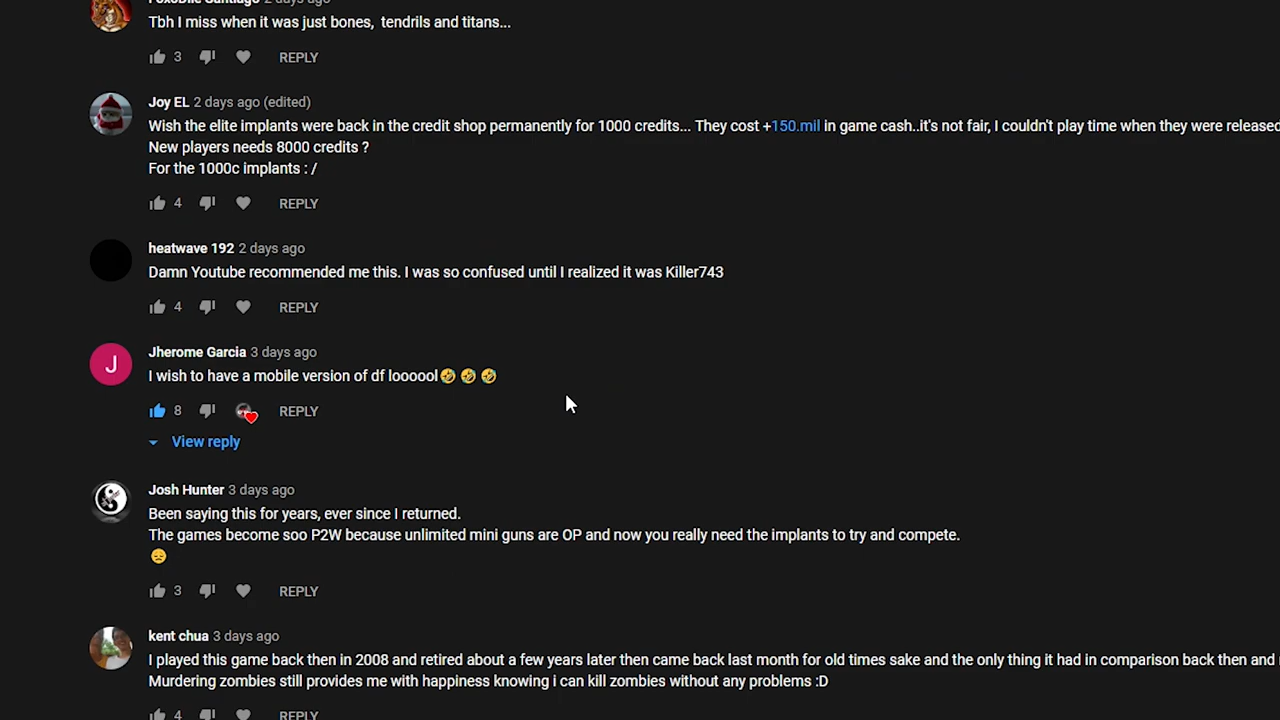 2 days ago
Tbh I miss when it was just bones,  tendrils and titans...
3 REPLY
Joy EL 2 days ago (edited)
Wish the elite implants were back in the credit shop permanently for 1000 credits... They cost +150.mil in game cash..it's not fair, I couldn't play time when they were released
New players needs 8000 credits ?
For the 1000c implants : /
4 REPLY
heatwave 192 2 days ago
Damn Youtube recommended me this. I was so confused until I realized it was Killer743
4 REPLY
J
Jherome Garcia 3 days ago
I wish to have a mobile version of df loooool🤣 🤣 🤣
8 REPLY
View reply
Josh Hunter 3 days ago
Been saying this for years, ever since I returned.
The games become soo P2W because unlimited mini guns are OP and now you really need the implants to try and compete.
😞
3 REPLY
kent chua 3 days ago
I played this game back then in 2008 and retired about a few years later then came back last month for old times sake and the only thing it had in comparison back then and
Murdering zombies still provides me with happiness knowing i can kill zombies without any problems :D
4 REPLY